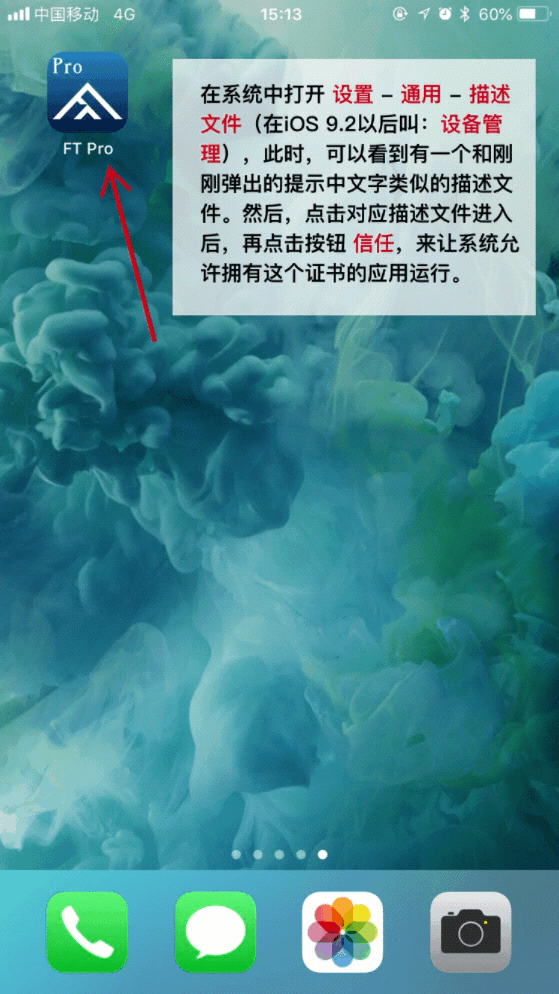 中国移动 4G 15:13 60%
Pro
FT Pro
在系统中打开 设置 – 通用 – 描述
文件（在iOS 9.2以后叫：设备管
理），此时，可以看到有一个和刚
刚弹出的提示中文字类似的描述文
件。然后，点击对应描述文件进入
后，再点击按钮 信任，来让系统允
许拥有这个证书的应用运行。